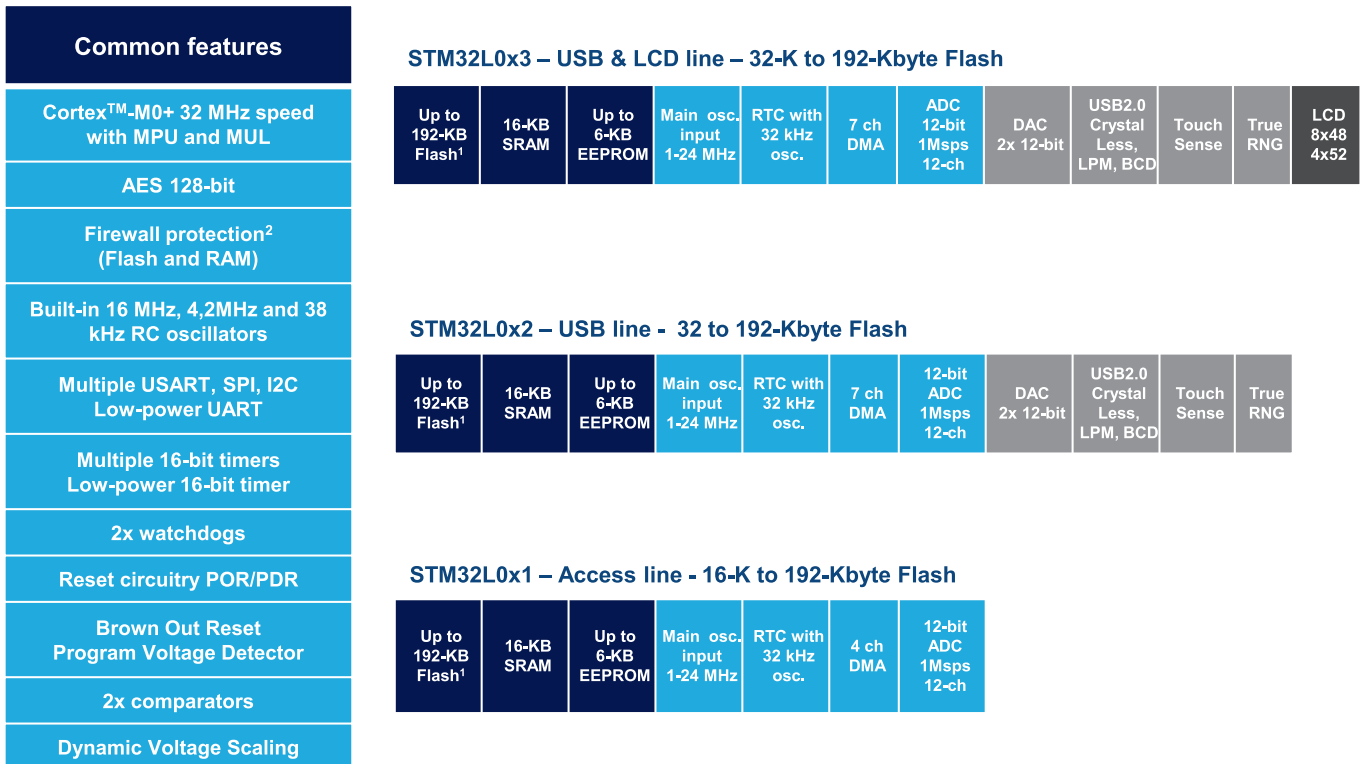 Common features
Cortex™-M0+ 32 MHz speed
with MPU and MUL
AES 128-bit
Firewall protection²
(Flash and RAM)
Built-in 16 MHz, 4,2MHz and 38
kHz RC oscillators
Multiple USART, SPI, I2C
Low-power UART
Multiple 16-bit timers
Low-power 16-bit timer
2x watchdogs
Reset circuitry POR/PDR
Brown Out Reset
Program Voltage Detector
2x comparators
Dynamic Voltage Scaling
STM32L0x3 – USB & LCD line – 32-K to 192-Kbyte Flash
Up to
192-KB
Flash¹
16-KB
SRAM
Up to
6-KB
EEPROM
Main osc.
input
1-24 MHz
RTC with
32 kHz
osc.
7 ch
DMA
ADC
12-bit
1Msps
12-ch
DAC
2x 12-bit
USB2.0
Crystal
Less,
LPM, BCD
Touch
Sense
True
RNG
LCD
8x48
4x52
STM32L0x2 – USB line - 32 to 192-Kbyte Flash
Up to
192-KB
Flash¹
16-KB
SRAM
Up to
6-KB
EEPROM
Main osc.
input
1-24 MHz
RTC with
32 kHz
osc.
7 ch
DMA
12-bit
ADC
1Msps
12-ch
DAC
2x 12-bit
USB2.0
Crystal
Less,
LPM, BCD
Touch
Sense
True
RNG
STM32L0x1 – Access line - 16-K to 192-Kbyte Flash
Up to
192-KB
Flash¹
16-KB
SRAM
Up to
6-KB
EEPROM
Main osc.
input
1-24 MHz
RTC with
32 kHz
osc.
4 ch
DMA
12-bit
ADC
1Msps
12-ch